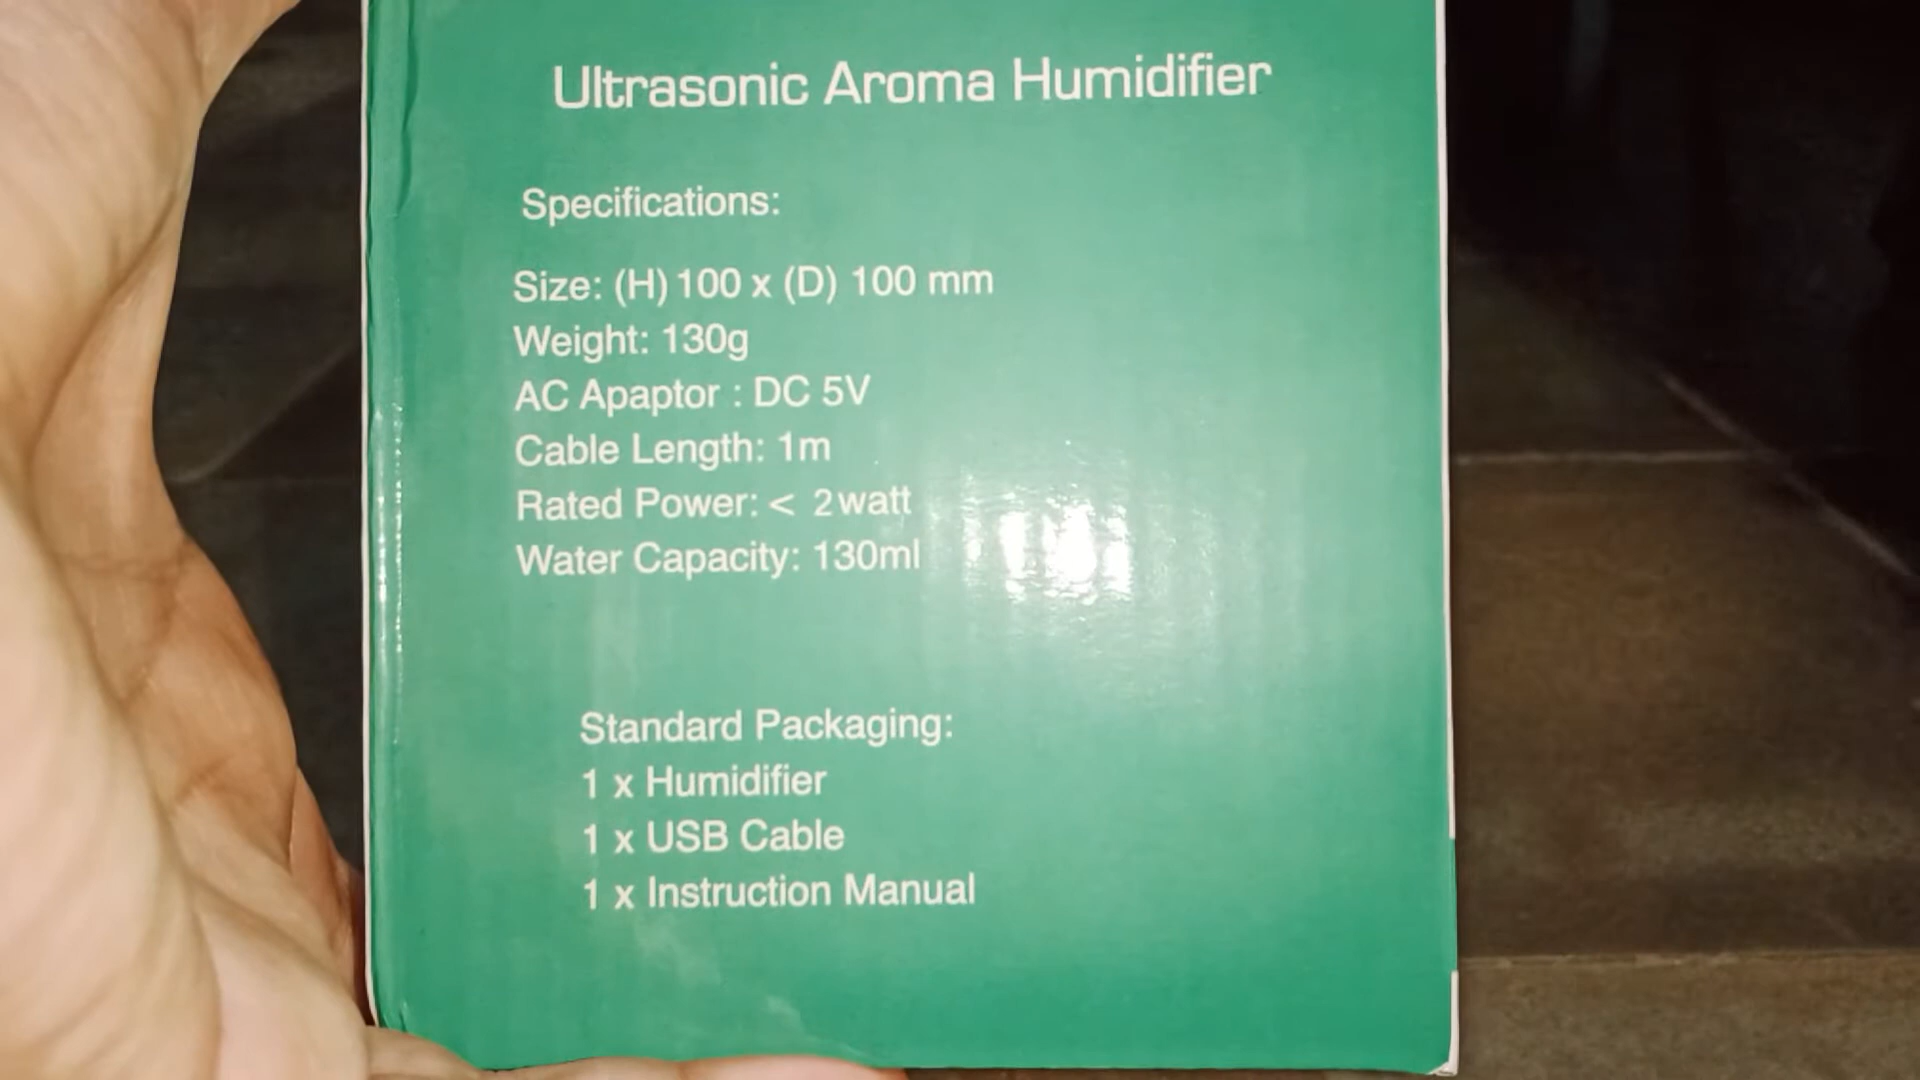 Ultrasonic Aroma Humidifier
Specifications:
Size: (H) 100 x (D) 100 mm
Weight: 130g
AC Apaptor : DC 5V
Cable Length: 1m
Rated Power: < 2watt
Water Capacity: 130ml
Standard Packaging:
1 x Humidifier
1 x USB Cable
1 x Instruction Manual